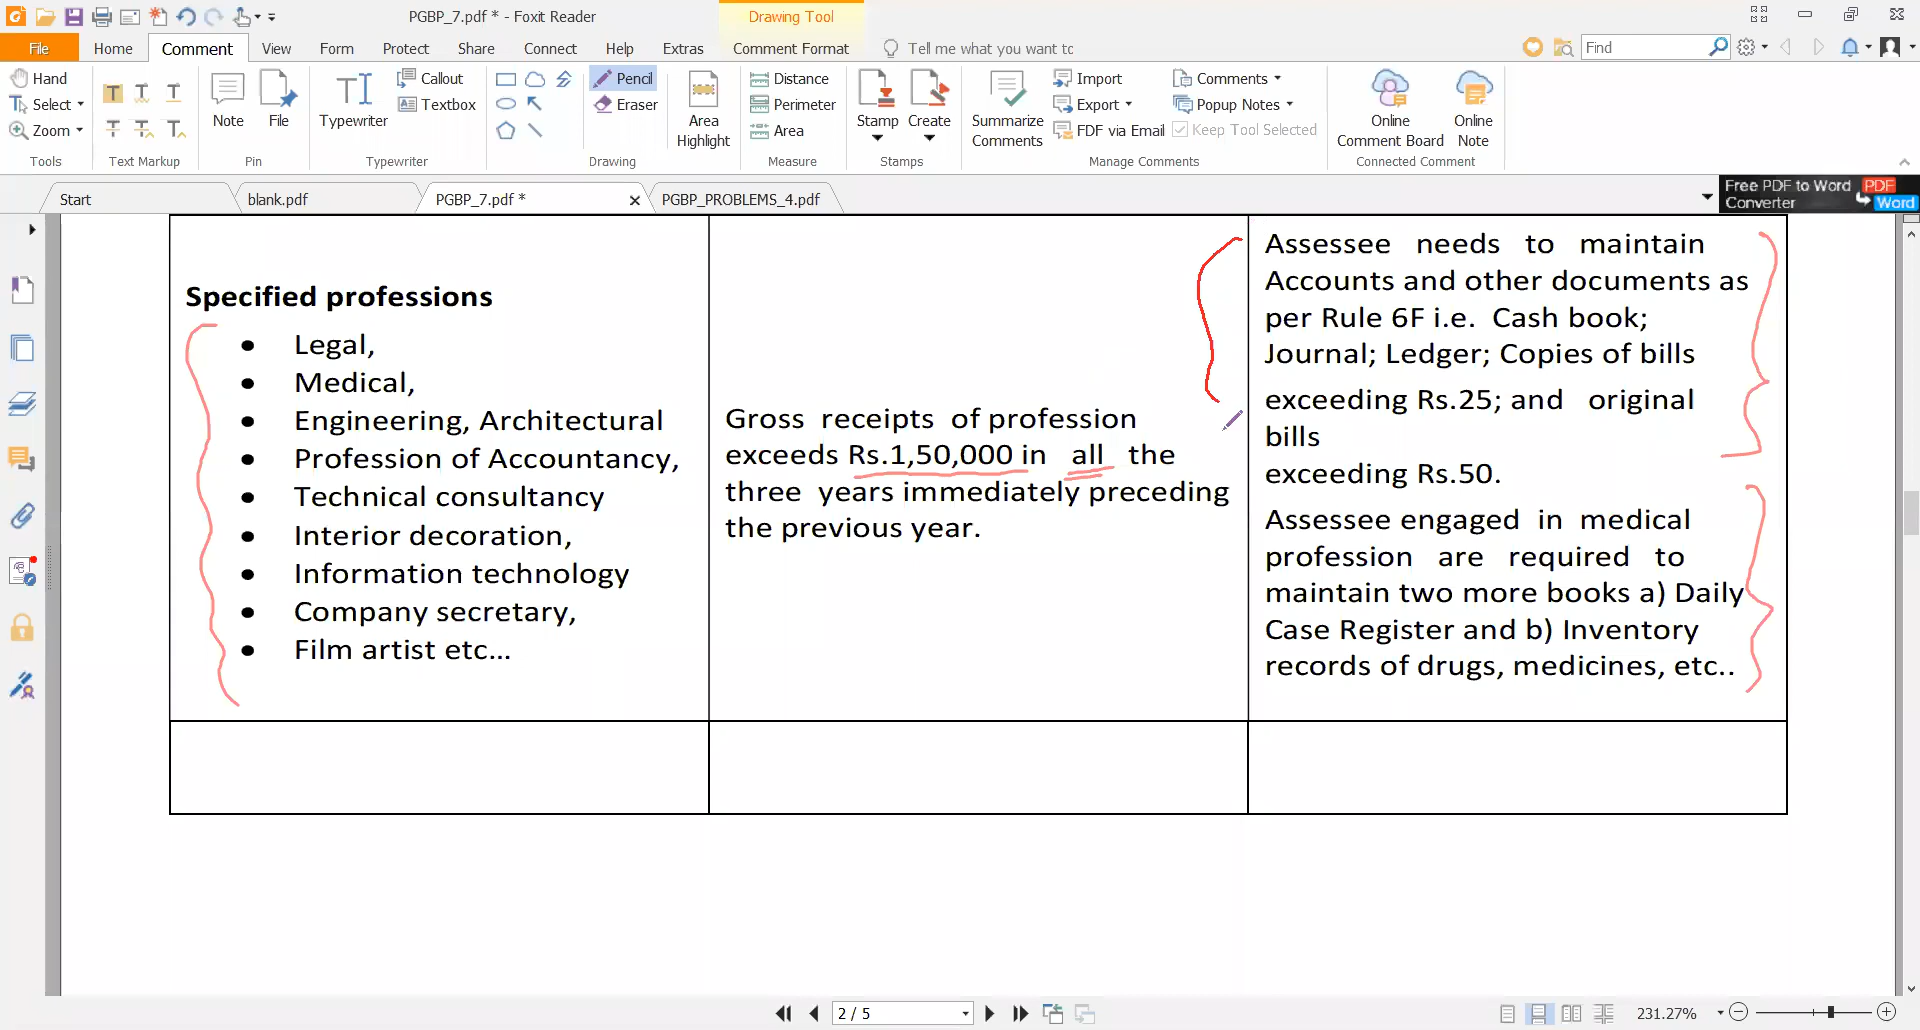 PGBP_7.pdf * - Foxit Reader
Drawing Tool
File Home Comment View Form Protect Share Connect Help Extras Comment Format Tell me what you want to Find
Hand
Select
Zoom
Tools
Text Markup
Note
File
Pin
Typewriter
Typewriter
Callout
Textbox
Pencil
Eraser
Drawing
Area
Highlight
Distance
Perimeter
Area
Measure
Stamp
Create
Stamps
Summarize
Comments
Import
Export
FDF via Email
Comments
Popup Notes
Keep Tool Selected
Manage Comments
Online
Comment Board
Online
Note
Connected Comment
Start
blank.pdf
PGBP_7.pdf *
PGBP_PROBLEMS_4.pdf
Free PDF to Word
Converter
PDF
Word
Specified professions
• Legal,
• Medical,
• Engineering, Architectural
• Profession of Accountancy,
• Technical consultancy
• Interior decoration,
• Information technology
• Company secretary,
• Film artist etc...
Gross receipts of profession
exceeds Rs.1,50,000 in all the
three years immediately preceding
the previous year.
Assessee needs to maintain
Accounts and other documents as
per Rule 6F i.e. Cash book;
Journal; Ledger; Copies of bills
exceeding Rs.25; and original
bills
exceeding Rs.50.
Assessee engaged in medical
profession are required to
maintain two more books a) Daily
Case Register and b) Inventory
records of drugs, medicines, etc..
2 / 5
231.27%